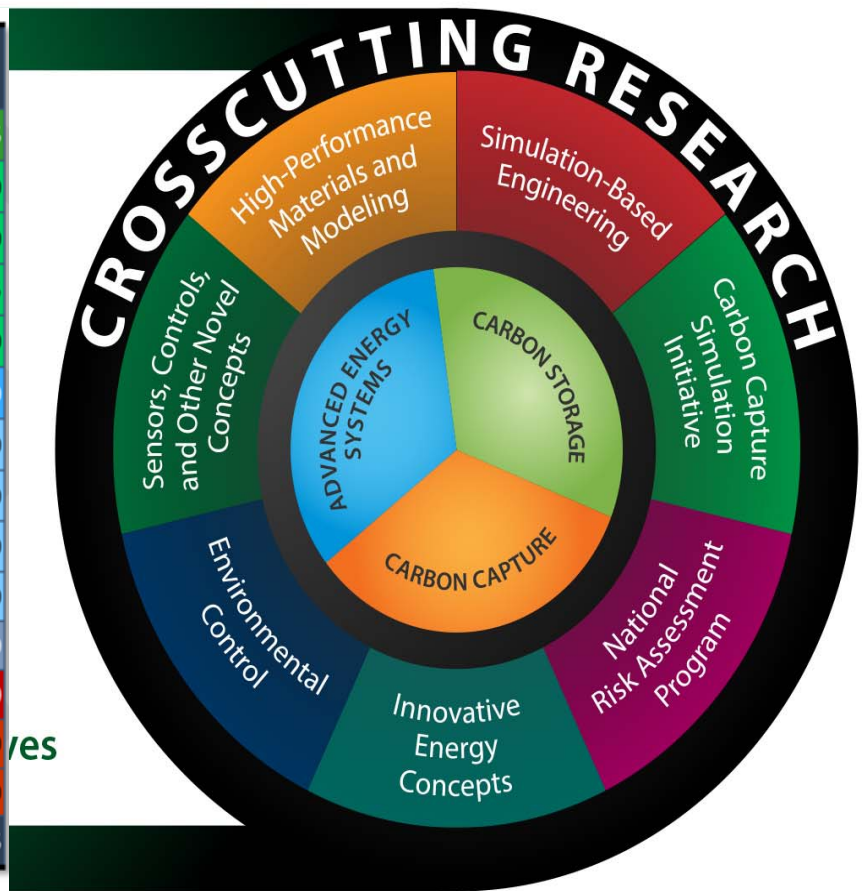 CROSSCUTTING RESEARCH
High-Performance
Materials and
Modeling
Simulation-Based
Engineering
Carbon Capture
Simulation
Initiative
National
Risk Assessment
Program
Innovative
Energy
Concepts
Environmental
Control
Sensors, Controls,
and Other Novel
Concepts
ADVANCED ENERGY
SYSTEMS
CARBON STORAGE
CARBON CAPTURE
ves